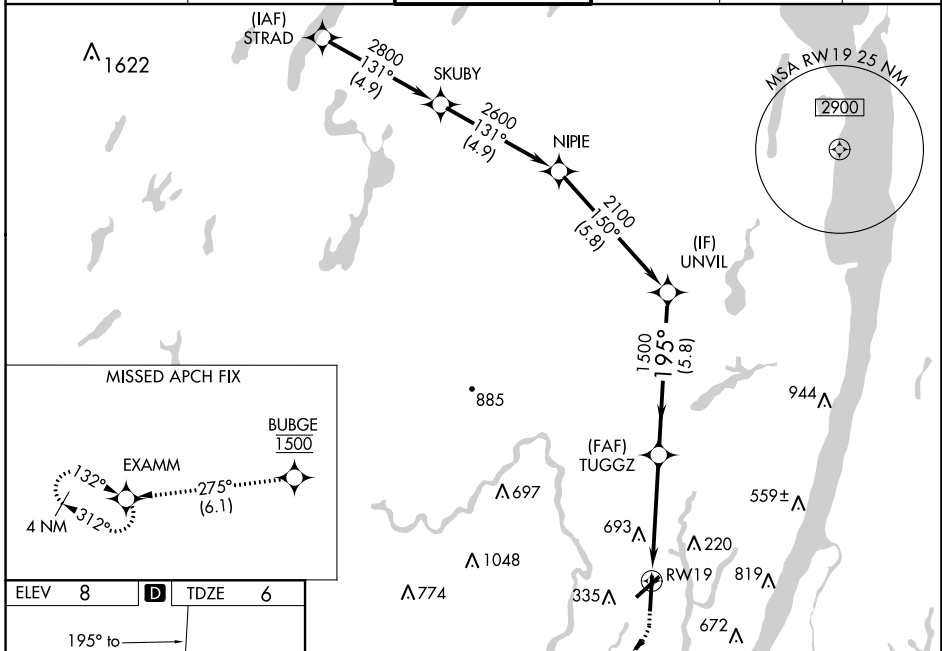 (IAF)
STRAD
1622
2800
131°
(4.9)
SKUBY
2600
131°
(4.9)
NIPIE
2100
150°
(5.8)
(IF)
UNVIL
MSA RW19 25 NM
2900
1500
195°
(5.8)
MISSED APCH FIX
BUBGE
1500
EXAMM
132°
312°
4 NM
275°
(6.1)
885
944
(FAF)
TUGGZ
697
559±
693
220
1048
RW19
819
774
335
672
ELEV 8 D TDZE 6
195° to